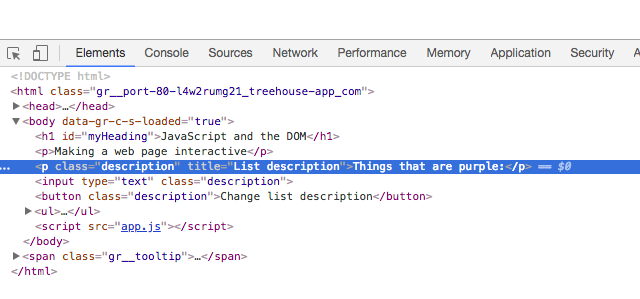 Elements Console Sources Network Performance Memory Application Security A
<!DOCTYPE html>
<html class="gr__port-80-l4w2rumg21_treehouse-app_com">
▶<head>…</head>
▼<body data-gr-c-s-loaded="true">
<h1 id="myHeading">JavaScript and the DOM</h1>
<p>Making a web page interactive</p>
… <p class="description" title="List description">Things that are purple:</p> == $0
<input type="text" class="description">
<button class="description">Change list description</button>
▶<ul>…</ul>
<script src="app.js"></script>
</body>
▶<span class="gr__tooltip">…</span>
</html>